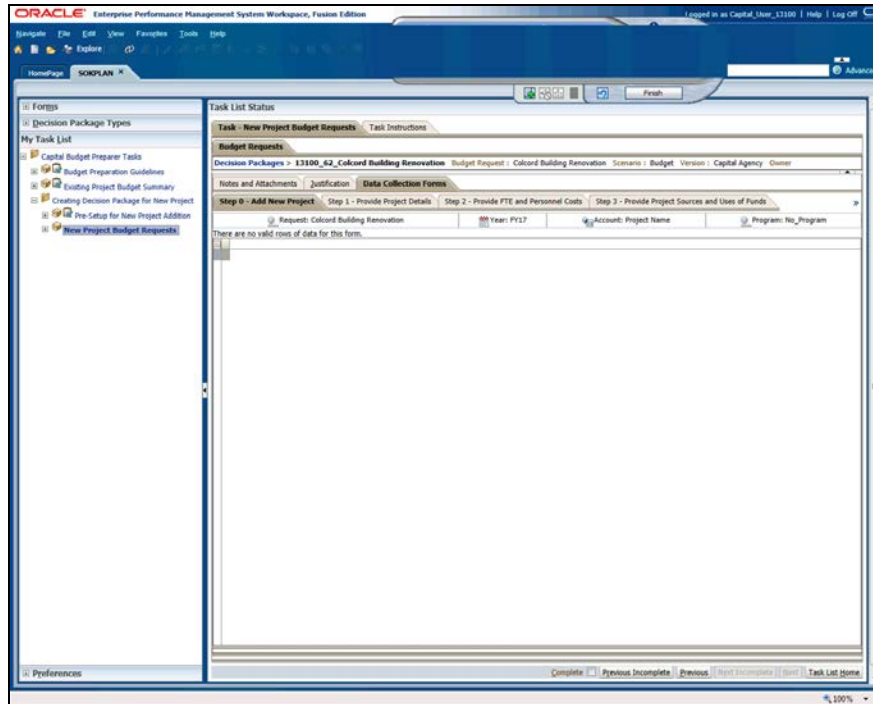 ORACLE Enterprise Performance Management System Workspace, Fusion Edition
Logged in as Capital_User_13100 | Help | Log Off
Navigate File Edit View Favorites Tools Help
Explore
HomePage SOKPLAN ×
Advance
Finish
Forms
Decision Package Types
My Task List
Capital Budget Preparer Tasks
Budget Preparation Guidelines
Existing Project Budget Summary
Creating Decision Package for New Project
Pre-Setup for New Project Addition
New Project Budget Requests
Preferences
Task List Status
Task - New Project Budget Requests Task Instructions
Budget Requests
Decision Packages > 13100_62_Colcord Building Renovation Budget Request : Colcord Building Renovation Scenario : Budget Version : Capital Agency Owner
Notes and Attachments Justification Data Collection Forms
Step 0 - Add New Project Step 1 - Provide Project Details Step 2 - Provide FTE and Personnel Costs Step 3 - Provide Project Sources and Uses of Funds »
Request: Colcord Building Renovation Year: FY17 Account: Project Name Program: No_Program
There are no valid rows of data for this form.
Complete Previous Incomplete Previous Next Incomplete Next Task List Home
100%